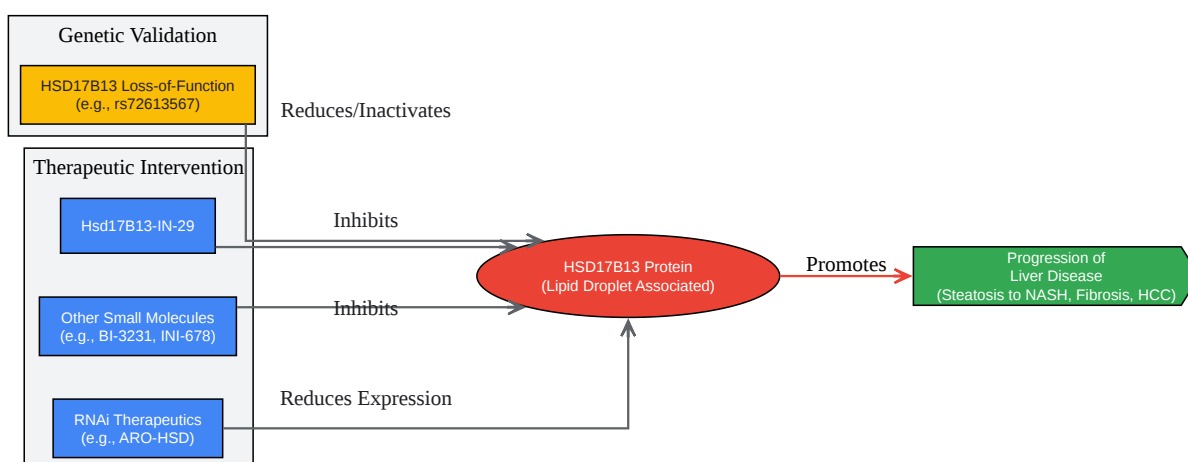 Genetic Validation
HSD17B13 Loss-of-Function
(e.g., rs72613567)
Reduces/Inactivates
Therapeutic Intervention
Hsd17B13-IN-29
Inhibits
Other Small Molecules
(e.g., BI-3231, INI-678)
Inhibits
RNAi Therapeutics
(e.g., ARO-HSD)
Reduces Expression
HSD17B13 Protein
(Lipid Droplet Associated)
Promotes
Progression of
Liver Disease
(Steatosis to NASH, Fibrosis, HCC)